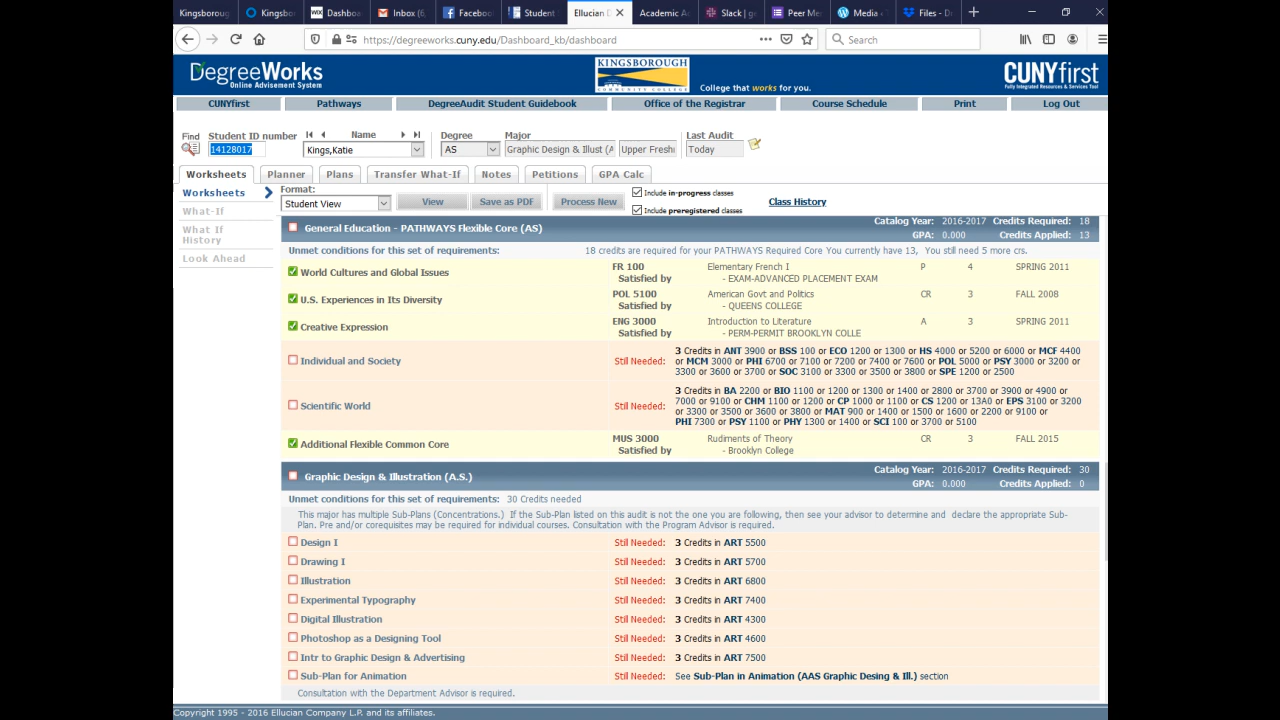 Kingsborou
Kingsbo
WIX Dashboa
Inbox (6,
Faceboo
Student
Ellucian D
Academic Ac
Slack | g
Peer Me
Media
Files - D
https://degreeworks.cuny.edu/Dashboard_kb/dashboard
Search
DegreeWorks
Online Advisement System
KINGSBOROUGH
COMMUNITY COLLEGE
College that works for you.
CUNYfirst
Fully Integrated Resources & Services Tool
CUNYfirst Pathways DegreeAudit Student Guidebook Office of the Registrar Course Schedule Print Log Out
Find Student ID number Name Degree Major Last Audit
14128017 Kings,Katie AS Graphic Design & Illust (A Upper Freshr Today
Worksheets Planner Plans Transfer What-If Notes Petitions GPA Calc
Worksheets
What-If
What If
History
Look Ahead
Format:
Student View View Save as PDF Process New
Include in-progress classes
Include preregistered classes
Class History
General Education - PATHWAYS Flexible Core (AS) Catalog Year: 2016-2017 Credits Required: 18
GPA: 0.000 Credits Applied: 13
Unmet conditions for this set of requirements: 18 credits are required for your PATHWAYS Required Core You currently have 13, You still need 5 more crs.
World Cultures and Global Issues FR 100 Elementary French I P 4 SPRING 2011
Satisfied by - EXAM-ADVANCED PLACEMENT EXAM
U.S. Experiences in Its Diversity POL 5100 American Govt and Politics CR 3 FALL 2008
Satisfied by - QUEENS COLLEGE
Creative Expression ENG 3000 Introduction to Literature A 3 SPRING 2011
Satisfied by - PERM-PERMIT BROOKLYN COLLE
Individual and Society Still Needed: 3 Credits in ANT 3900 or BSS 100 or ECO 1200 or 1300 or HS 4000 or 5200 or 6000 or MCF 4400
or MCM 3000 or PHI 6700 or 7100 or 7200 or 7400 or 7600 or POL 5000 or PSY 3000 or 3200 or
3300 or 3600 or 3700 or SOC 3100 or 3300 or 3500 or 3800 or SPE 1200 or 2500
Scientific World Still Needed: 3 Credits in BA 2200 or BIO 1100 or 1200 or 1300 or 1400 or 2800 or 3700 or 3900 or 4900 or
7000 or 9100 or CHM 1100 or 1200 or CP 1000 or 1100 or CS 1200 or 13A0 or EPS 3100 or 3200
or 3300 or 3500 or 3600 or 3800 or MAT 900 or 1400 or 1500 or 1600 or 2200 or 9100 or
PHI 7300 or PSY 1100 or PHY 1300 or 1400 or SCI 100 or 3700 or 5100
Additional Flexible Common Core MUS 3000 Rudiments of Theory CR 3 FALL 2015
Satisfied by - Brooklyn College
Graphic Design & Illustration (A.S.) Catalog Year: 2016-2017 Credits Required: 30
GPA: 0.000 Credits Applied: 0
Unmet conditions for this set of requirements: 30 Credits needed
This major has multiple Sub-Plans (Concentrations.) If the Sub-Plan listed on this audit is not the one you are following, then see your advisor to determine and declare the appropriate Sub-
Plan. Pre and/or corequisites may be required for individual courses. Consultation with the Program Advisor is required.
Design I Still Needed: 3 Credits in ART 5500
Drawing I Still Needed: 3 Credits in ART 5700
Illustration Still Needed: 3 Credits in ART 6800
Experimental Typography Still Needed: 3 Credits in ART 7400
Digital Illustration Still Needed: 3 Credits in ART 4300
Photoshop as a Designing Tool Still Needed: 3 Credits in ART 4600
Intr to Graphic Design & Advertising Still Needed: 3 Credits in ART 7500
Sub-Plan for Animation Still Needed: See Sub-Plan in Animation (AAS Graphic Desing & Ill.) section
Consultation with the Department Advisor is required.
Copyright 1995 - 2016 Ellucian Company L.P. and its affiliates.